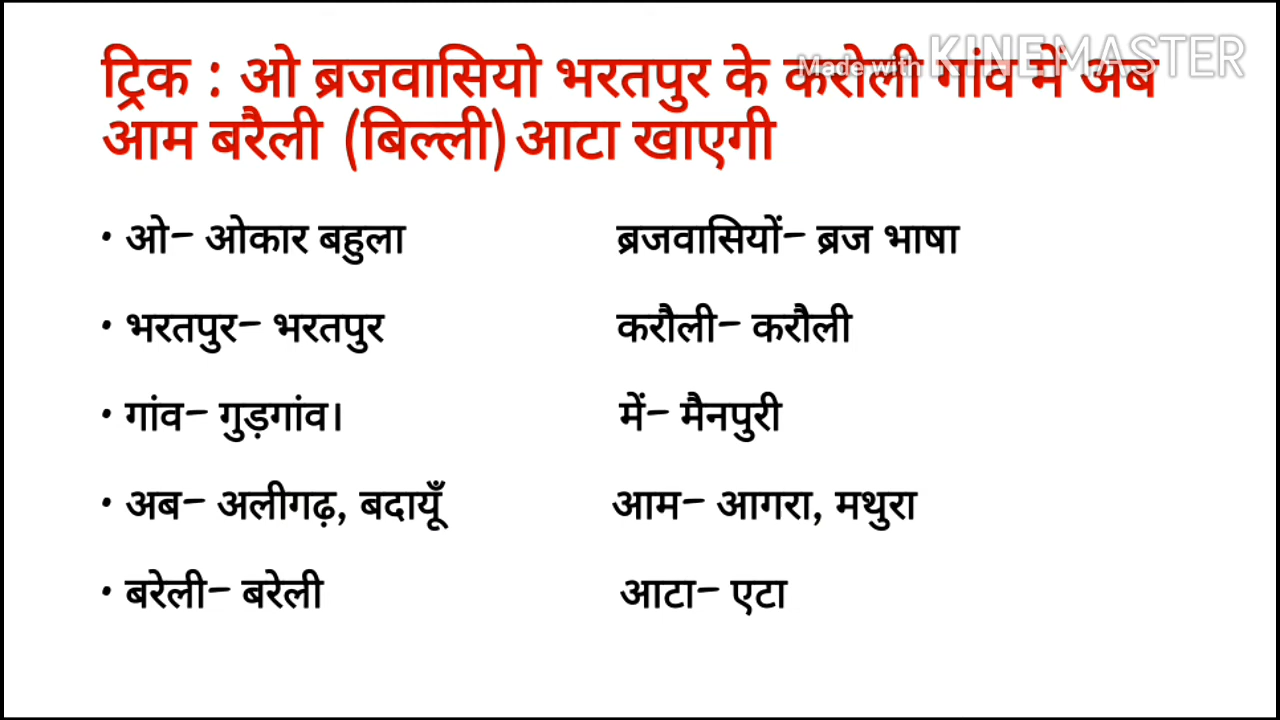 ट्रिक : ओ ब्रजवासियो भरतपुर के करोली गांव में अब
Made with KINEMASTER
आम बरैली (बिल्ली) आटा खाएगी
• ओ– ओकार बहुला ब्रजवासियों– ब्रज भाषा
• भरतपुर– भरतपुर करौली– करौली
• गांव– गुड़गांव। में– मैनपुरी
• अब– अलीगढ़, बदायूँ आम– आगरा, मथुरा
• बरेली– बरेली आटा– एटा